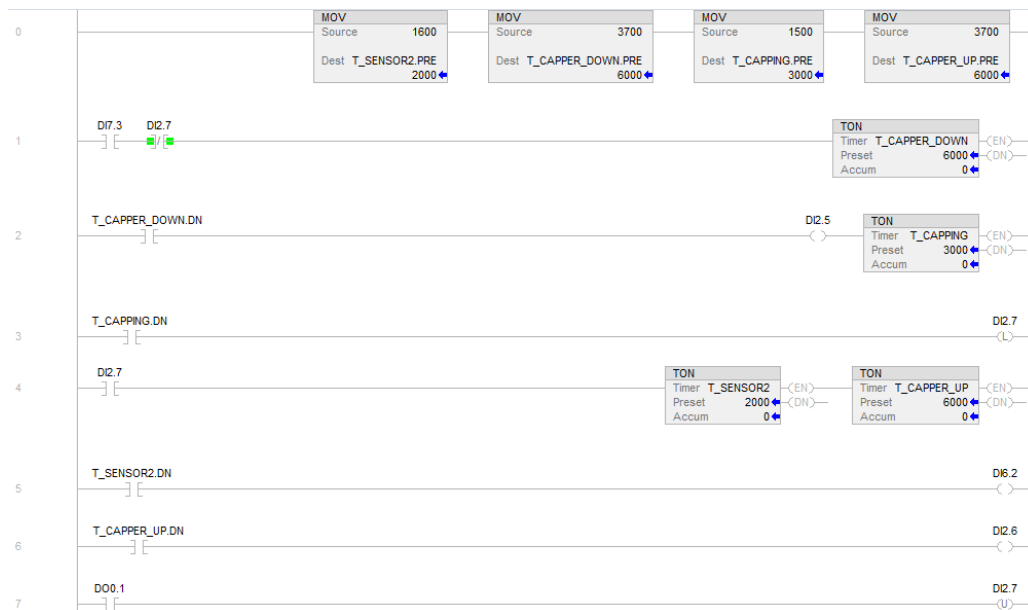 0
MOV MOV MOV MOV
Source 1600 Source 3700 Source 1500 Source 3700
Dest T_SENSOR2.PRE Dest T_CAPPER_DOWN.PRE Dest T_CAPPING.PRE Dest T_CAPPER_UP.PRE
2000 6000 3000 6000
DI7.3 DI2.7
1
TON
Timer T_CAPPER_DOWN (EN)
Preset 6000 (DN)
Accum 0
T_CAPPER_DOWN.DN DI2.5
2
TON
Timer T_CAPPING (EN)
Preset 3000 (DN)
Accum 0
T_CAPPING.DN DI2.7
3 (L)
DI2.7
4
TON TON
Timer T_SENSOR2 (EN) Timer T_CAPPER_UP (EN)
Preset 2000 (DN) Preset 6000 (DN)
Accum 0 Accum 0
T_SENSOR2.DN DI6.2
5
T_CAPPER_UP.DN DI2.6
6
DO0.1 DI2.7
7 (U)